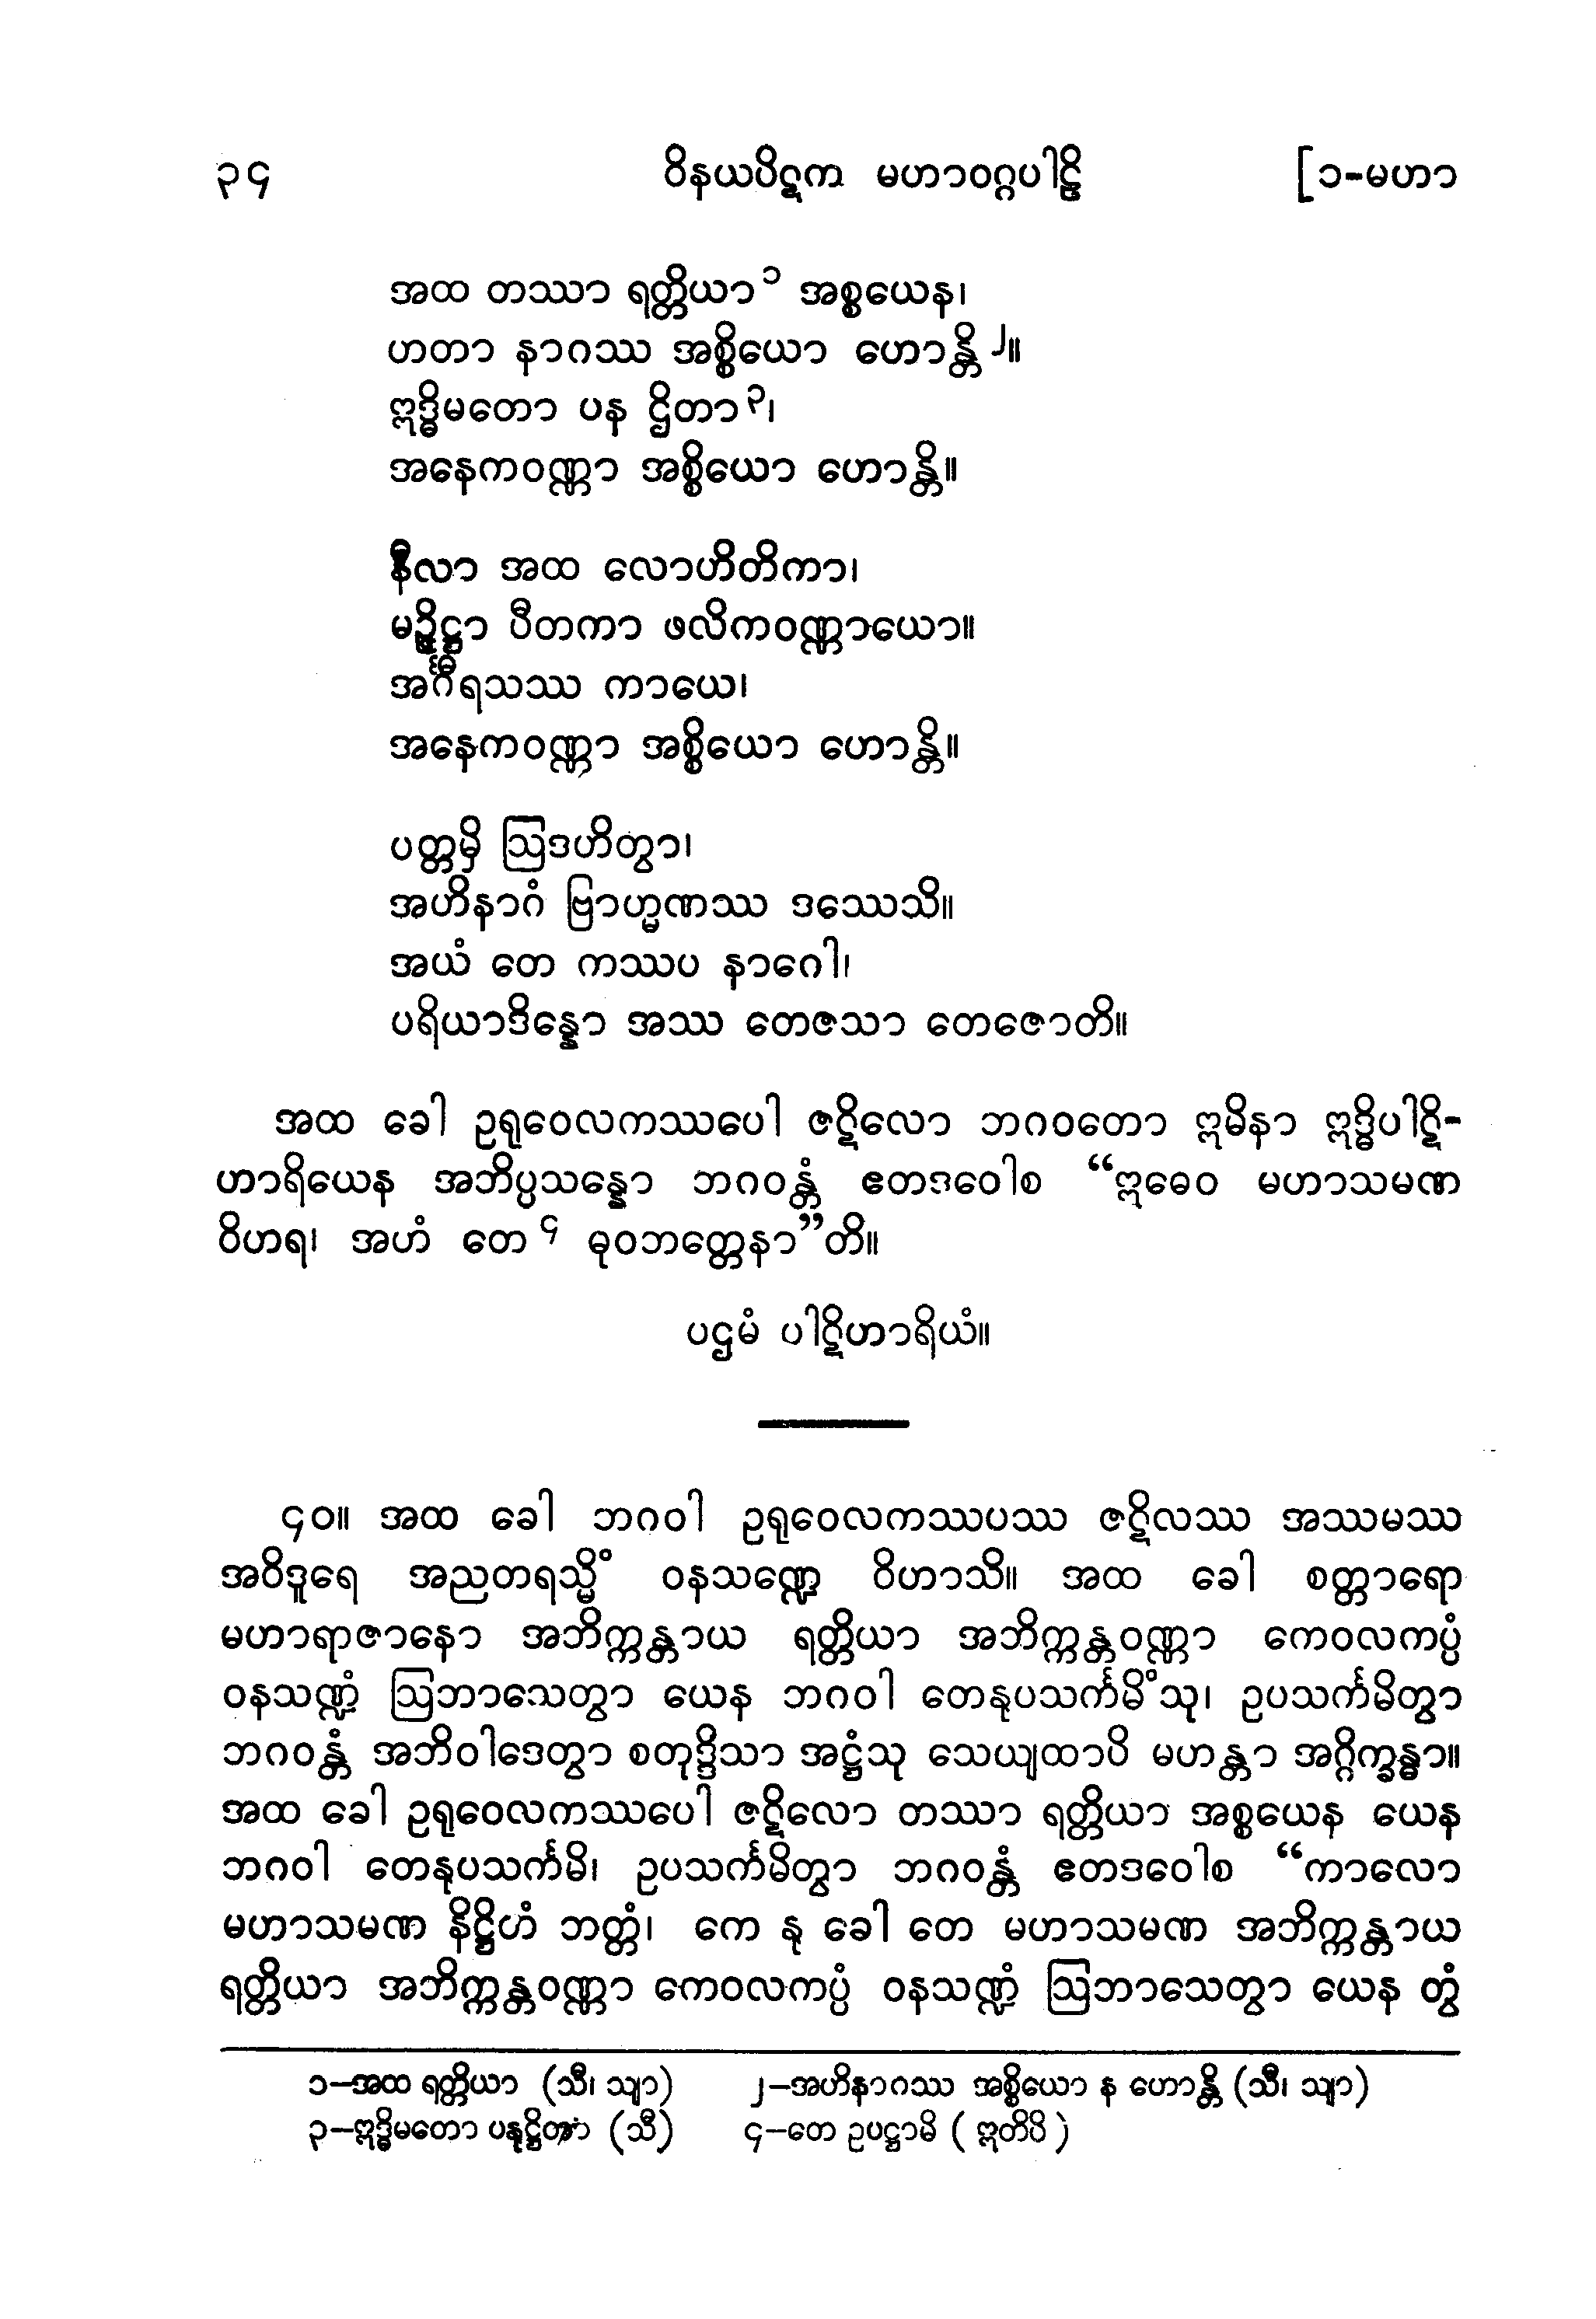 ၃၄ ဝိနယပိဋက မဟာဝဂ္ဂပါဠိ [၁-မဟာ
အထ တဿာ ရတ္တိယာ၁ အစ္စယေန၊
ဟတာ နာဂဿ အစ္စိယော ဟောန္တိ၂။
ဣဒ္ဓိမတော ပန ဌိတာ၃၊
အနေကဝဏ္ဏာ အစ္စိယော ဟောန္တိ။
နီလာ အထ လောဟိတိကာ၊
မဉ္ဇိဋ္ဌာ ပီတကာ ဖလိကဝဏ္ဏာယော။
အင်္ဂီရသဿ ကာယေ၊
အနေကဝဏ္ဏာ အစ္စိယော ဟောန္တိ။
ပတ္တမှိ ဩဒဟိတွာ၊
အဟိနာဂံ ဗြာဟ္မဏဿ ဒဿေသိ။
အယံ တေ ကဿပ နာဂေါ၊
ပရိယာဒိန္နော အဿ တေဇသာ တေဇောတိ။
အထ ခေါ ဥရုဝေလကဿပေါ ဇဋိလော ဘဂဝတော ဣမိနာ ဣဒ္ဓိပါဋိ-
ဟာရိယေန အဘိပ္ပသန္နော ဘဂဝန္တံ ဧတဒဝေါစ “ဣဓေဝ မဟာသမဏ
ဝိဟရ၊ အဟံ တေ ၄ ဓုဝဘတ္တေနာ”တိ။
ပဌမံ ပါဋိဟာရိယံ။
၄၀။ အထ ခေါ ဘဂဝါ ဥရုဝေလကဿပဿ ဇဋိလဿ အဿမဿ
အဝိဒူရေ အညတရသ္မိံ ဝနသဏ္ဍေ ဝိဟာသိ။ အထ ခေါ စတ္တာရော
မဟာရာဇာနော အဘိက္ကန္တာယ ရတ္တိယာ အဘိက္ကန္တဝဏ္ဏာ ကေဝလကပ္ပံ
ဝနသဏ္ဍံ ဩဘာသေတွာ ယေန ဘဂဝါ တေနုပသင်္ကမိံသု၊ ဥပသင်္ကမိတွာ
ဘဂဝန္တံ အဘိဝါဒေတွာ စတုဒ္ဒိသာ အဋ္ဌံသု သေယျထာပိ မဟန္တာ အဂ္ဂိက္ခန္ဓာ။
အထ ခေါ ဥရုဝေလကဿပေါ ဇဋိလော တဿာ ရတ္တိယာ အစ္စယေန ယေန
ဘဂဝါ တေနုပသင်္ကမိ၊ ဥပသင်္ကမိတွာ ဘဂဝန္တံ ဧတဒဝေါစ “ကာလော
မဟာသမဏ နိဋ္ဌိဟံ ဘတ္တံ၊ ကေ နု ခေါ တေ မဟာသမဏ အဘိက္ကန္တာယ
ရတ္တိယာ အဘိက္ကန္တဝဏ္ဏာ ကေဝလကပ္ပံ ဝနသဏ္ဍံ ဩဘာသေတွာ ယေန တွံ
၁–အထ ရတ္တိယာ (သီ၊ သျာ) ၂–အဟိနာဂဿ အစ္စိယော န ဟောန္တိ (သီ၊ သျာ)
၃–ဣဒ္ဓိမတော (သီ) ၄–တေ ဥပဋ္ဌာမိ ( ဣတိပိ )